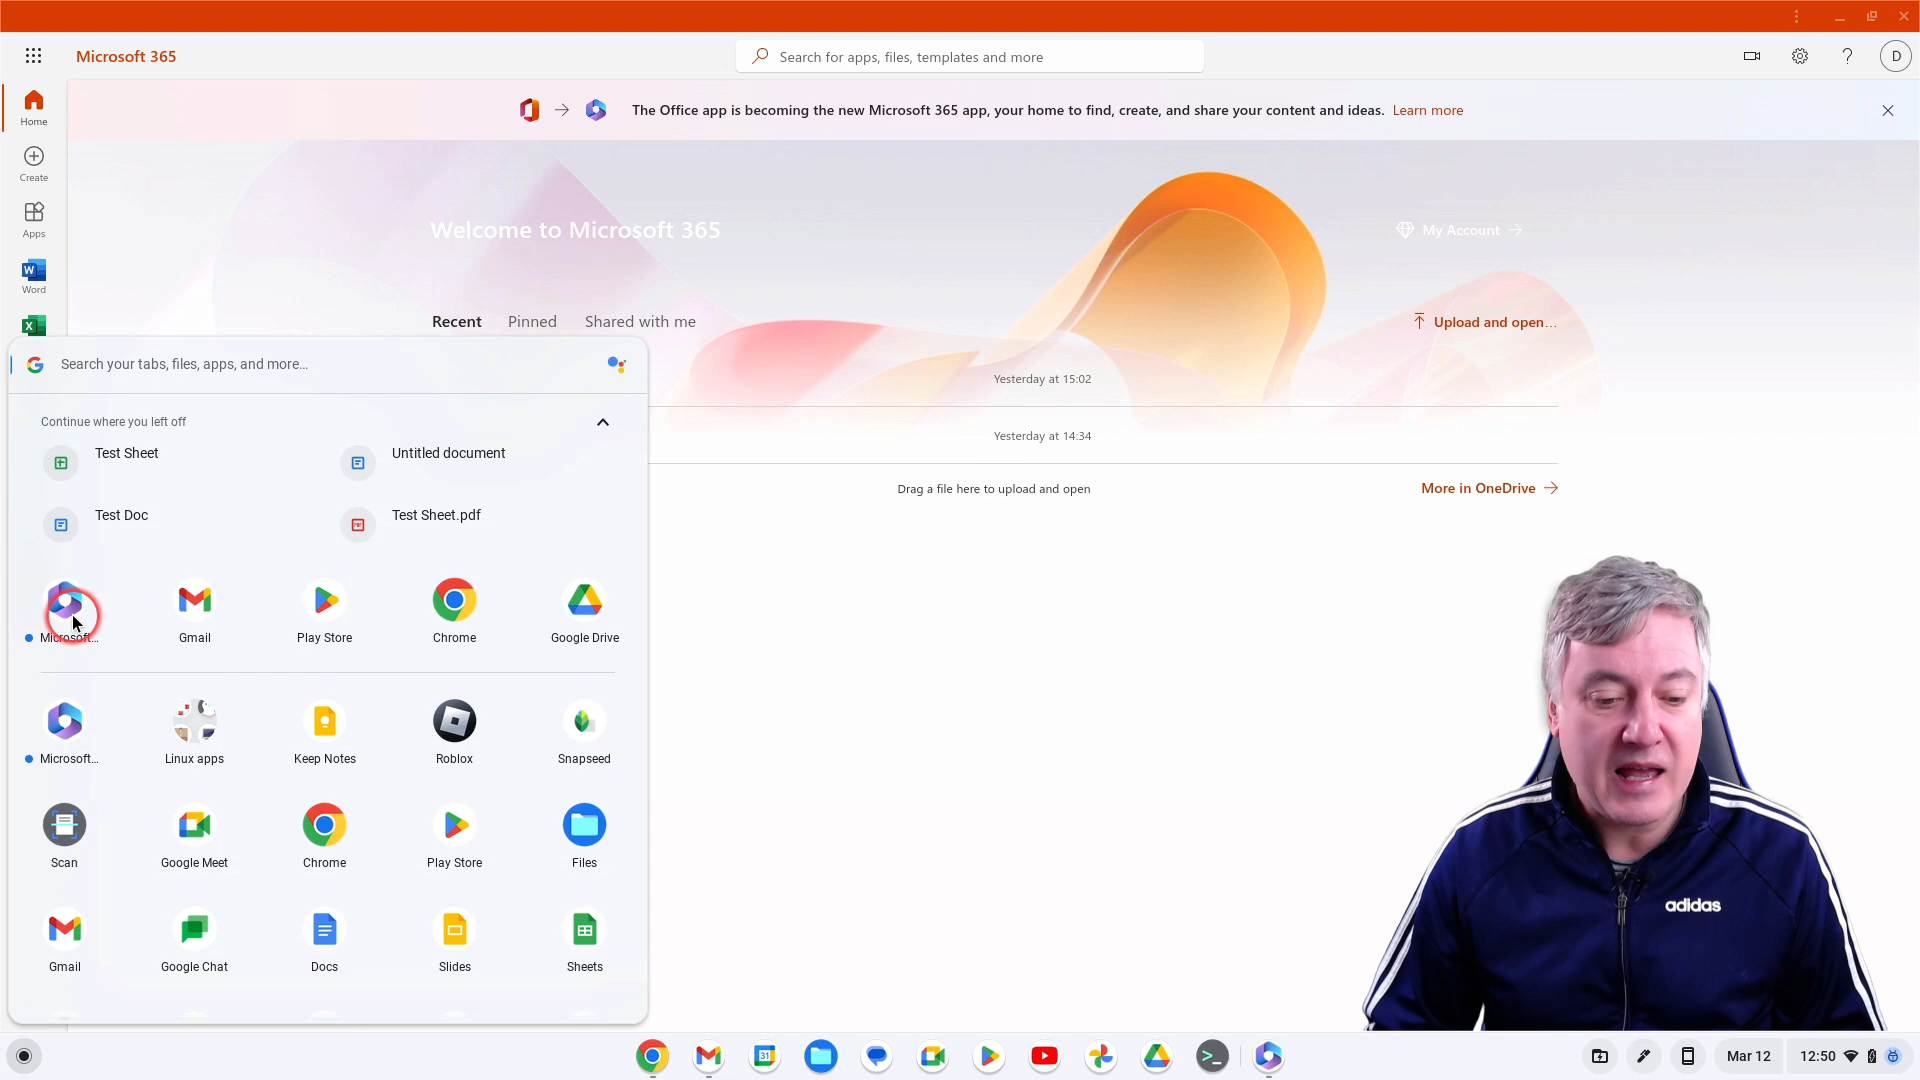 Microsoft 365
Search for apps, files, templates and more
D
The Office app is becoming the new Microsoft 365 app, your home to find, create, and share your content and ideas. Learn more
Home
Create
Apps
Word
Welcome to Microsoft 365
My Account
Recent Pinned Shared with me
Upload and open...
Search your tabs, files, apps, and more...
Yesterday at 15:02
Continue where you left off
Yesterday at 14:34
Test Sheet
Untitled document
Drag a file here to upload and open
More in OneDrive
Test Doc
Test Sheet.pdf
Microsoft...
Gmail
Play Store
Chrome
Google Drive
Microsoft...
Linux apps
Keep Notes
Roblox
Snapseed
Scan
Google Meet
Chrome
Play Store
Files
adidas
Gmail
Google Chat
Docs
Slides
Sheets
31
Mar 12
12:50